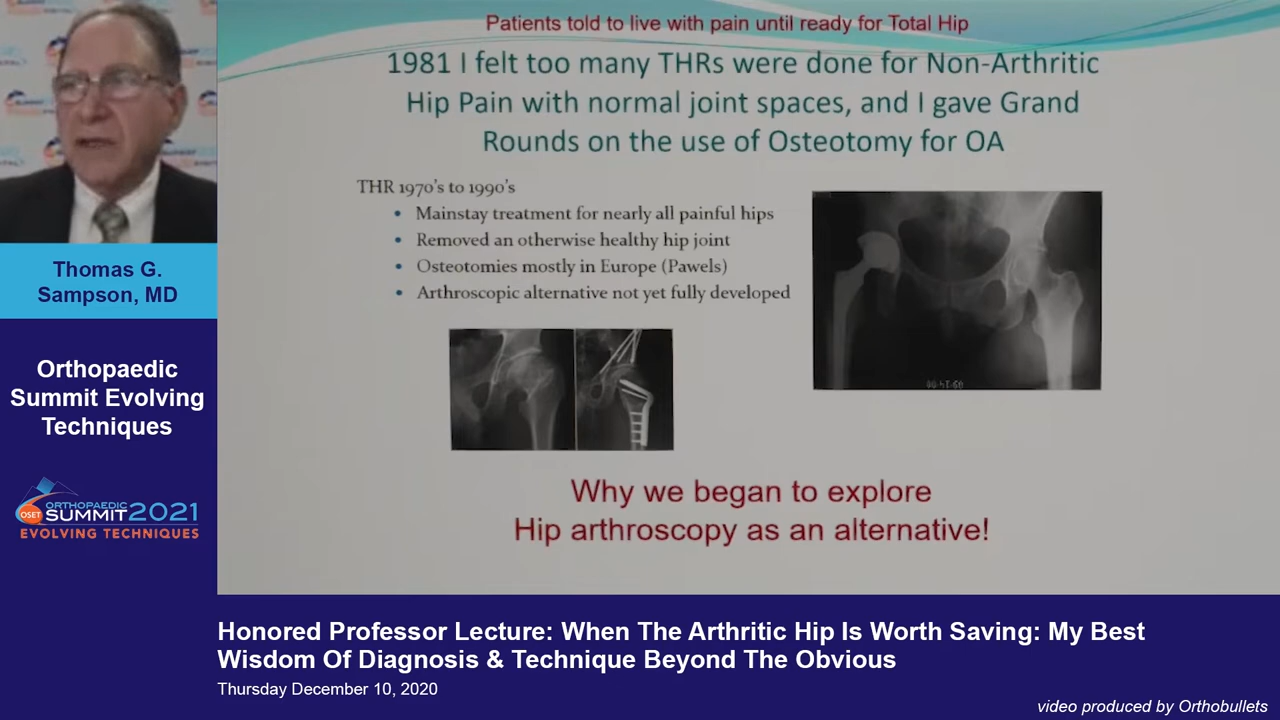 Patients told to live with pain until ready for Total Hip
1981 I felt too many THRs were done for Non-Arthritic
Hip Pain with normal joint spaces, and I gave Grand
Rounds on the use of Osteotomy for OA
THR 1970's to 1990's
• Mainstay treatment for nearly all painful hips
• Removed an otherwise healthy hip joint
• Osteotomies mostly in Europe (Pawels)
• Arthroscopic alternative not yet fully developed
Why we began to explore
Hip arthroscopy as an alternative!
Thomas G.
Sampson, MD
Orthopaedic
Summit Evolving
Techniques
OSET
ORTHOPAEDIC
SUMMIT2021
EVOLVING TECHNIQUES
Honored Professor Lecture: When The Arthritic Hip Is Worth Saving: My Best
Wisdom Of Diagnosis & Technique Beyond The Obvious
Thursday December 10, 2020
video produced by Orthobullets